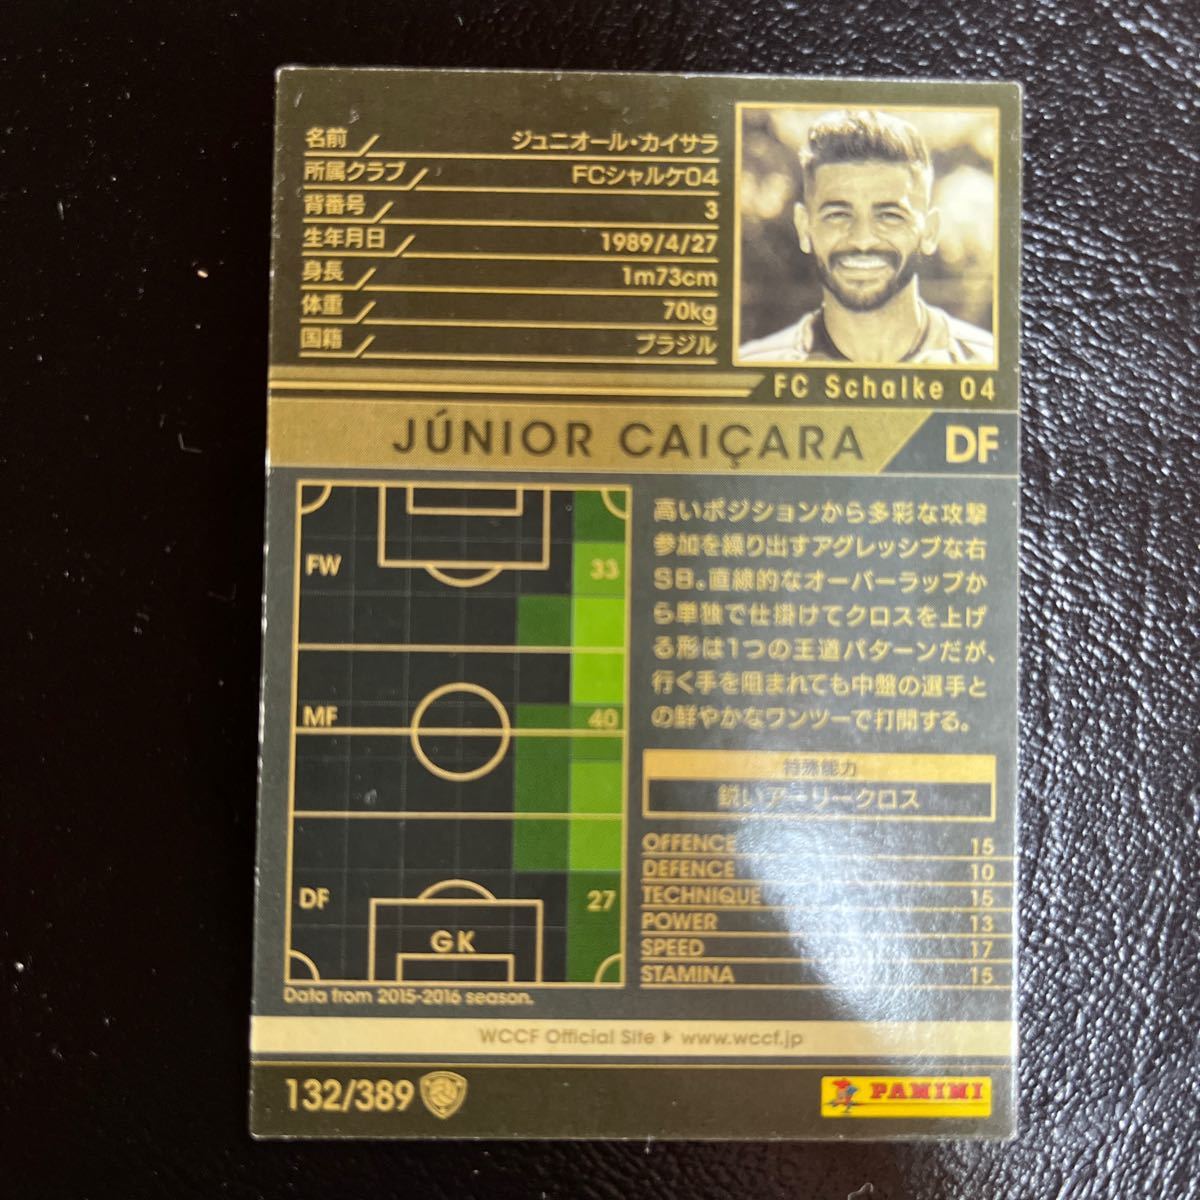 名前 ジュニオール・カイサラ
所属クラブ FCシャルケ04
背番号 3
生年月日 1989/4/27
身長 1m73cm
体重 70kg
国籍 ブラジル
FC Schalke 04
JÚNIOR CAIÇARA DF
FW 33
MF 40
DF 27
GK
Data from 2015-2016 season.
高いポジションから多彩な攻撃
参加を繰り出すアグレッシブな右
SB。直線的なオーバーラップか
ら単独で仕掛けてクロスを上げ
る形は1つの王道パターンだが、
行く手を阻まれても中盤の選手と
の鮮やかなワンツーで打開する。
特殊能力
鋭いアーリークロス
OFFENCE 15
DEFENCE 10
TECHNIQUE 15
POWER 13
SPEED 17
STAMINA 15
WCCF Official Site ▶ www.wccf.jp
132/389
PANINI